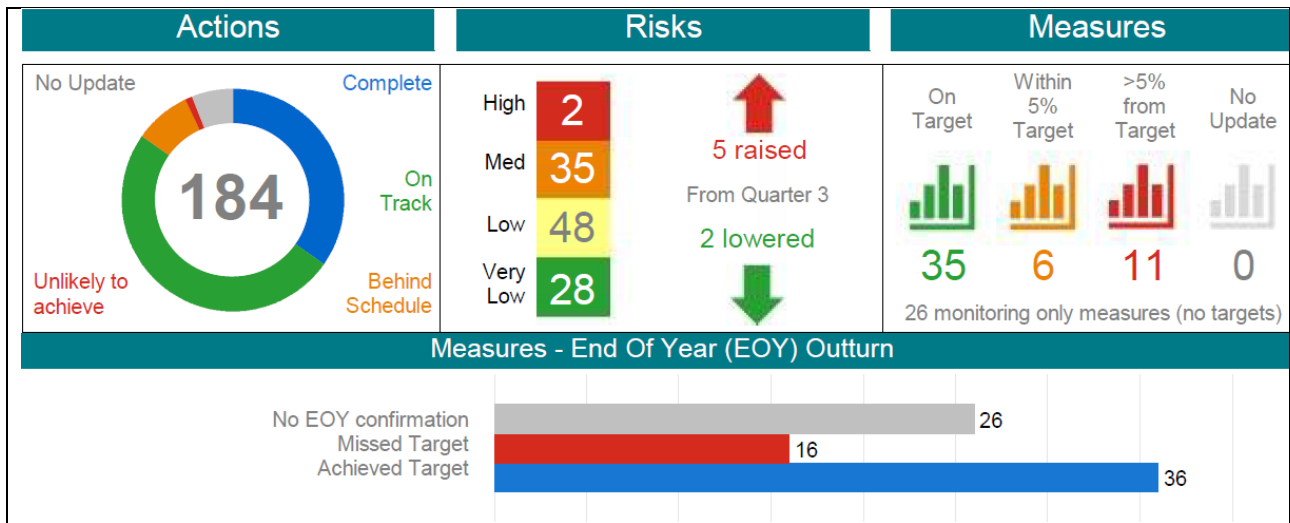 Actions
Risks
Measures
No Update
Complete
184
On
Track
Unlikely to
achieve
Behind
Schedule
High
2
Med
35
Low
48
Very
Low
28
5 raised
From Quarter 3
2 lowered
On
Target
Within
5%
Target
>5%
from
Target
No
Update
35
6
11
0
26 monitoring only measures (no targets)
Measures - End Of Year (EOY) Outturn
No EOY confirmation
26
Missed Target
16
Achieved Target
36